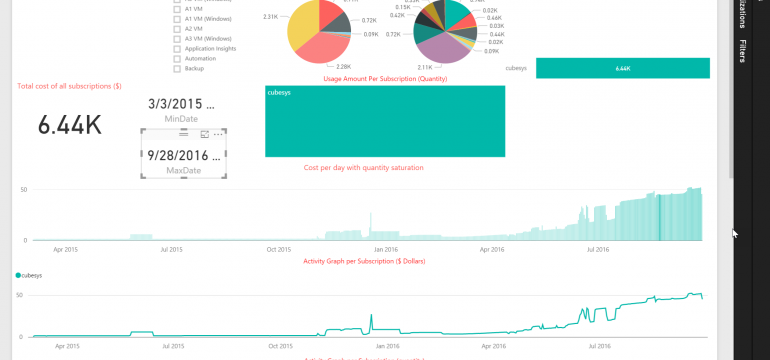 A1 VM
A1 VM (Windows)
A1 VM (Windows)
A2 VM
A3 VM
Application Insights
Automation
Backup
2.31K
0.72K
0.09K
2.28K
0.15K
0.42K
0.72K
2.11K
0.02K
0.46K
0.03K
0.44K
0.02K
0.09K
Usage Amount Per Subscription (Quantity)
cubesys
6.44K
Filters
Total cost of all subscriptions ($)
6.44K
3/3/2015 ...
MinDate
9/28/2016 ...
MaxDate
cubesys
Cost per day with quantity saturation
50
0
Apr 2015
Jul 2015
Oct 2015
Jan 2016
Apr 2016
Jul 2016
Activity Graph per Subscription ($ Dollars)
cubesys
50
0
Apr 2015
Jul 2015
Oct 2015
Jan 2016
Apr 2016
Jul 2016